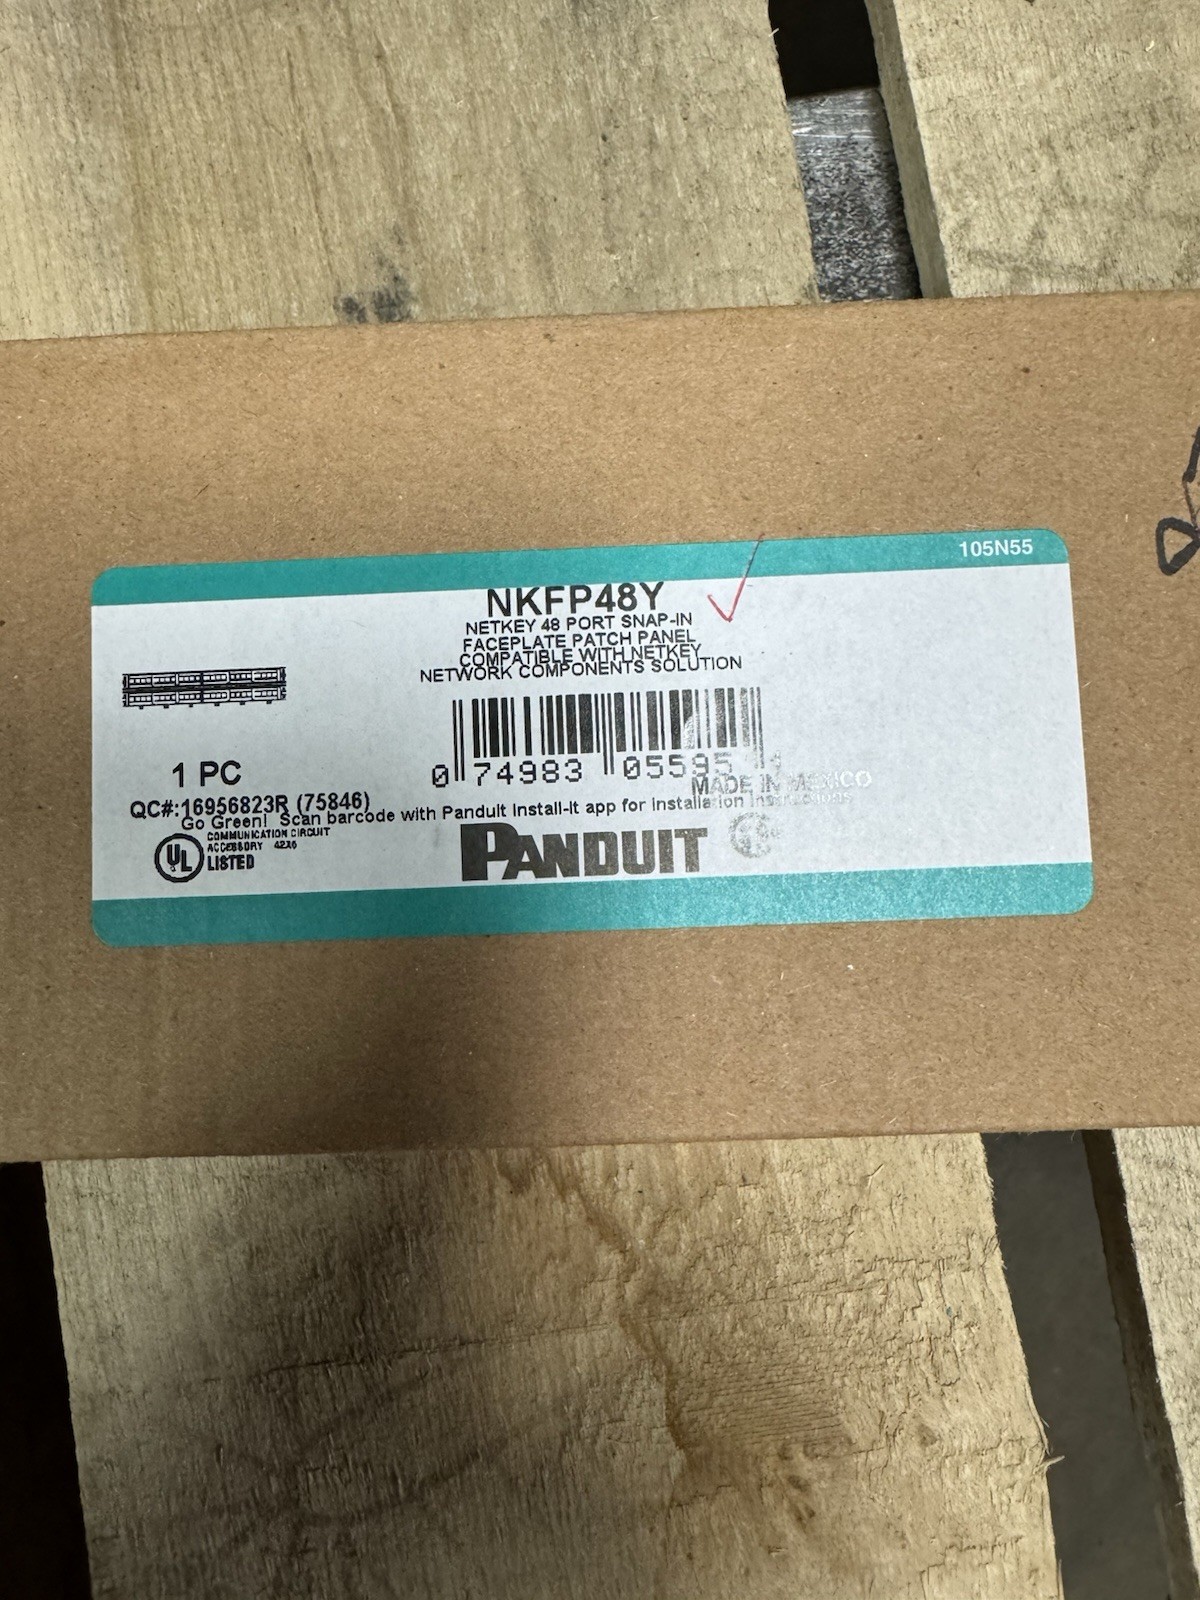 105N55
NKFP48Y
NETKEY 48 PORT SNAP-IN
FACEPLATE PATCH PANEL
COMPATIBLE WITH NETKEY
NETWORK COMPONENTS SOLUTION
0 74983 05595
1 PC
MADE IN MEXICO
QC#:16956823R (75846)
Go Green! Scan barcode with Panduit Install-It app for Installation Instructions
UL
COMMUNICATION CIRCUIT
ACCESSORY
LISTED
PANDUIT